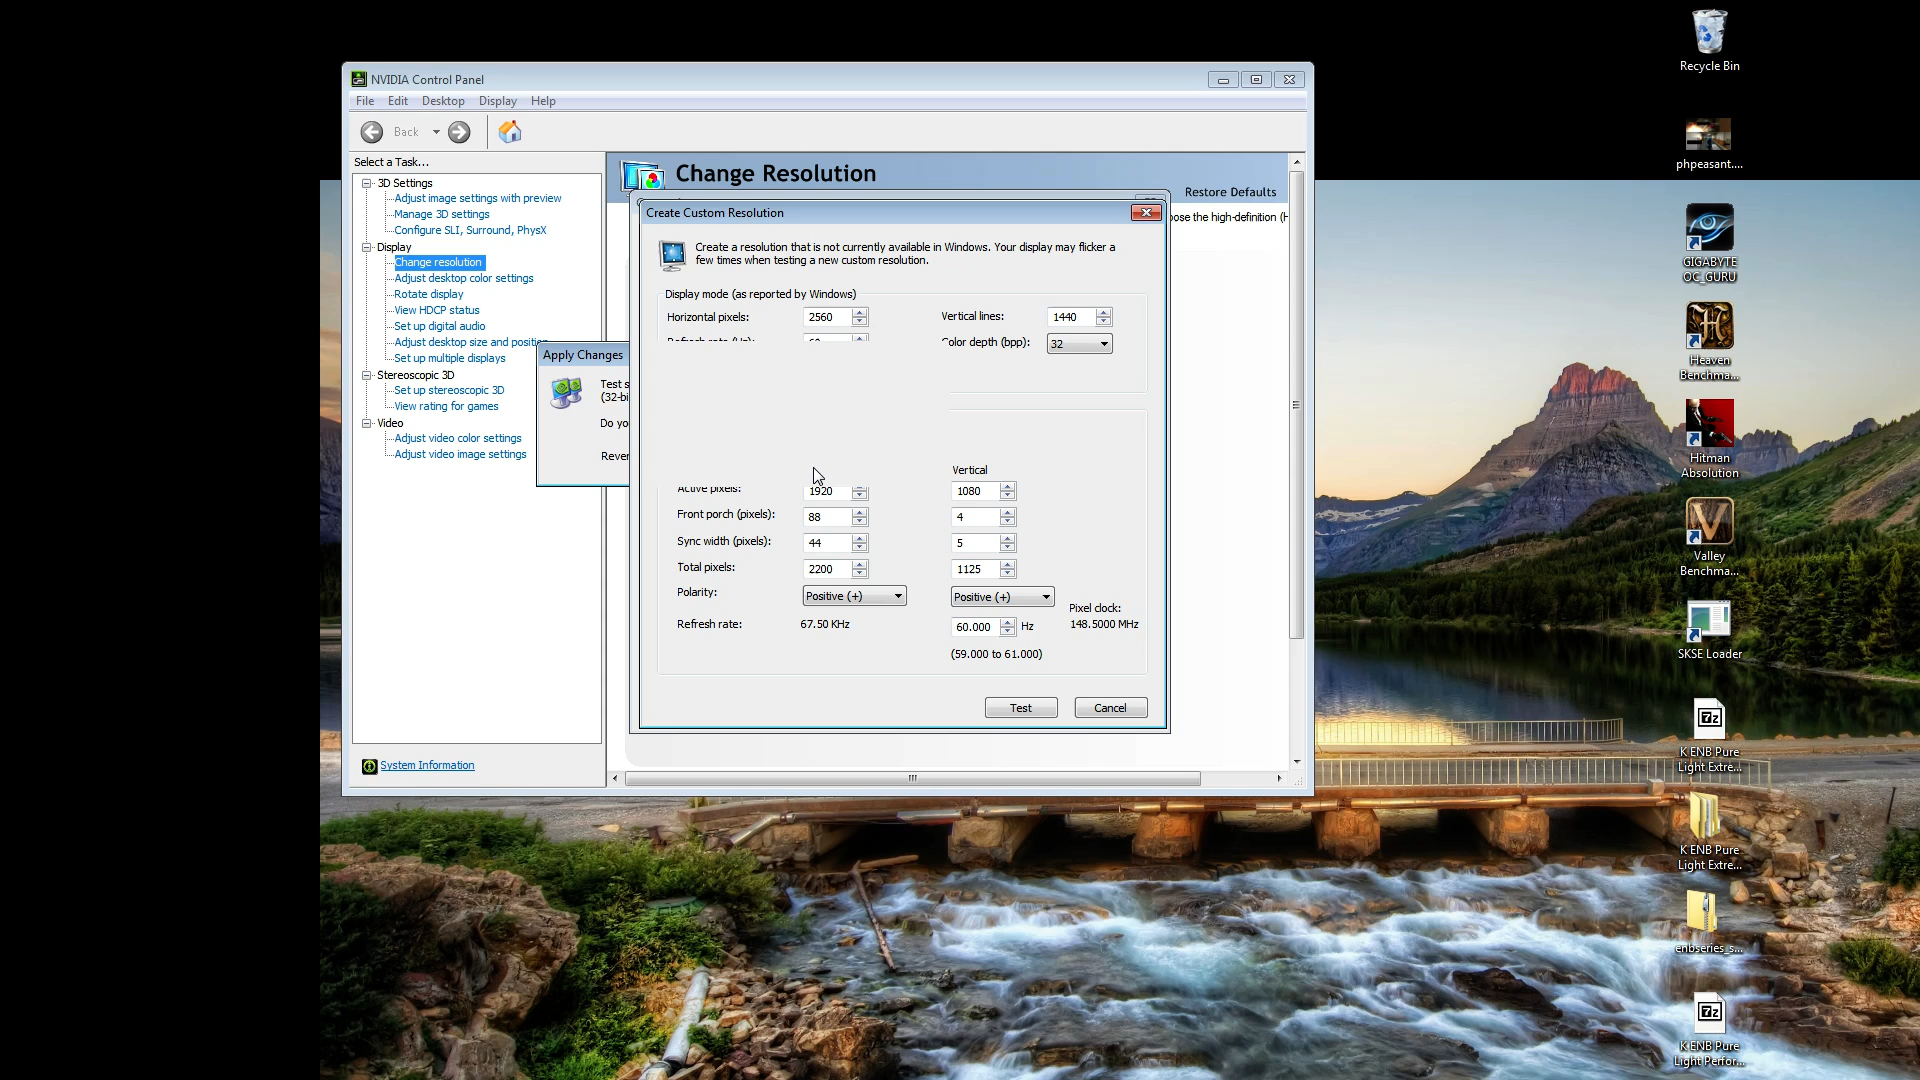 NVIDIA Control Panel
File Edit Desktop Display Help
Back
Select a Task...
3D Settings
Adjust image settings with preview
Manage 3D settings
Configure SLI, Surround, PhysX
Display
Change resolution
Adjust desktop color settings
Rotate display
View HDCP status
Set up digital audio
Adjust desktop size and position
Set up multiple displays
Stereoscopic 3D
Set up stereoscopic 3D
View rating for games
Video
Adjust video color settings
Adjust video image settings
System Information
Change Resolution
Restore Defaults
ose the high-definition (H
Apply Changes
Test s
(32-bi
Do yo
Rever
Create Custom Resolution
Create a resolution that is not currently available in Windows. Your display may flicker a
few times when testing a new custom resolution.
Display mode (as reported by Windows)
Horizontal pixels: 2560 Vertical lines: 1440
Refresh rate (Hz): 60 Color depth (bpp): 32
Vertical
Active pixels: 1920 1080
Front porch (pixels): 88 4
Sync width (pixels): 44 5
Total pixels: 2200 1125
Polarity: Positive (+) Positive (+)
Pixel clock:
Refresh rate: 67.50 KHz 60.000 Hz 148.5000 MHz
(59.000 to 61.000)
Test Cancel
Recycle Bin
phpeasant....
GIGABYTE
OC_GURU
Heaven
Benchma...
Hitman
Absolution
Valley
Benchma...
SKSE Loader
7z
K ENB Pure
Light Extre...
K ENB Pure
Light Extre...
enbseries_s...
7z
K ENB Pure
Light Perfor...